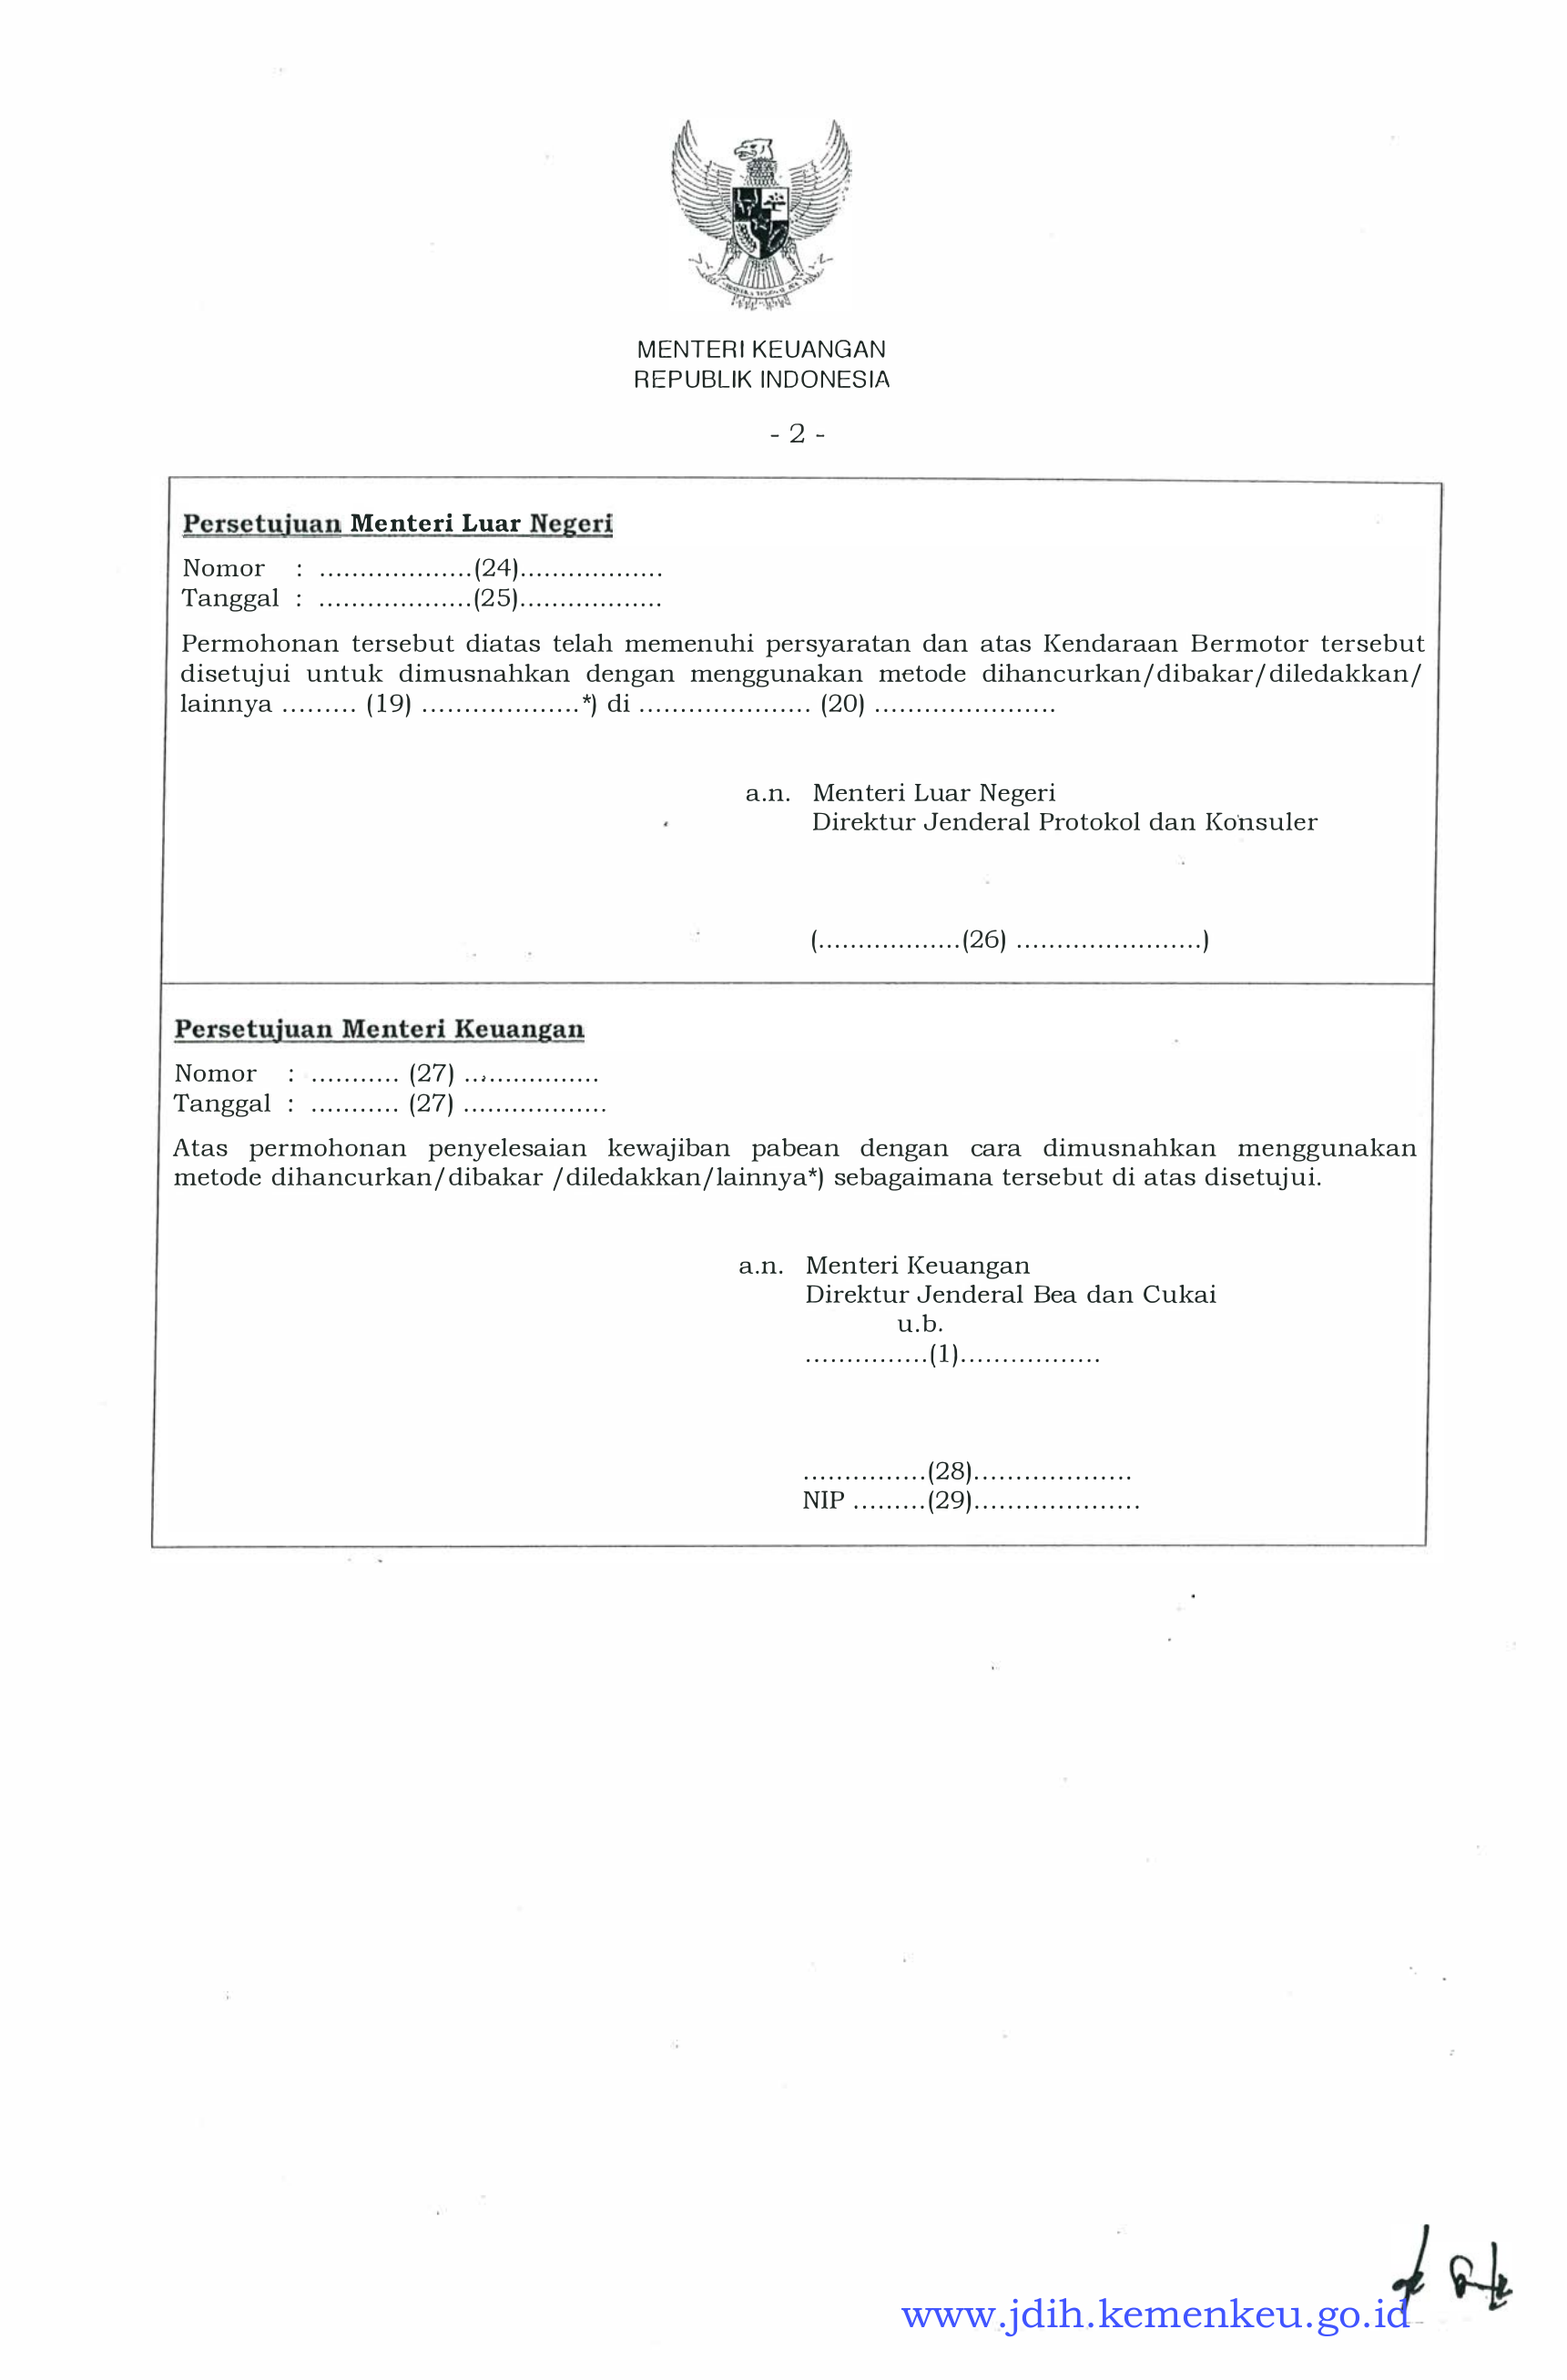 MENTERI KEUANGAN
REPUBLIK INDONESIA
- 2 -
Persetujuan Menteri Luar Negeri
Nomor : ...................(24)..................
Tanggal : ...................(25)..................
Permohonan tersebut diatas telah memenuhi persyaratan dan atas Kendaraan Bermotor tersebut
disetujui untuk dimusnahkan dengan menggunakan metode dihancurkan/dibakar/diledakkan/
lainnya ......... (19) ...................*) di ..................... (20) ......................
a.n. Menteri Luar Negeri
Direktur Jenderal Protokol dan Konsuler
(..................(26) .......................)
Persetujuan Menteri Keuangan
Nomor : ........... (27) .................
Tanggal : ........... (27) ..................
Atas permohonan penyelesaian kewajiban pabean dengan cara dimusnahkan menggunakan
metode dihancurkan/dibakar /diledakkan/lainnya*) sebagaimana tersebut di atas disetujui.
a.n. Menteri Keuangan
Direktur Jenderal Bea dan Cukai
u.b.
...............(1).................
...............(28)...................
NIP .........(29)....................
www.jdih.kemenkeu.go.id